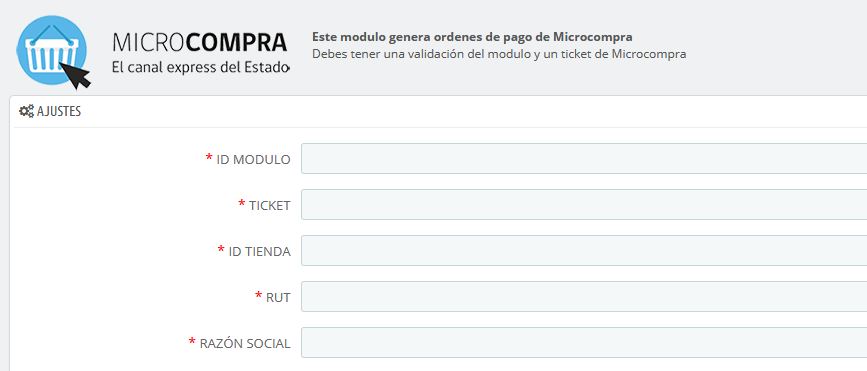 MICROCOMPRA
El canal express del Estado
Este modulo genera ordenes de pago de Microcompra
Debes tener una validación del modulo y un ticket de Microcompra
AJUSTES
* ID MODULO
* TICKET
* ID TIENDA
* RUT
* RAZÓN SOCIAL